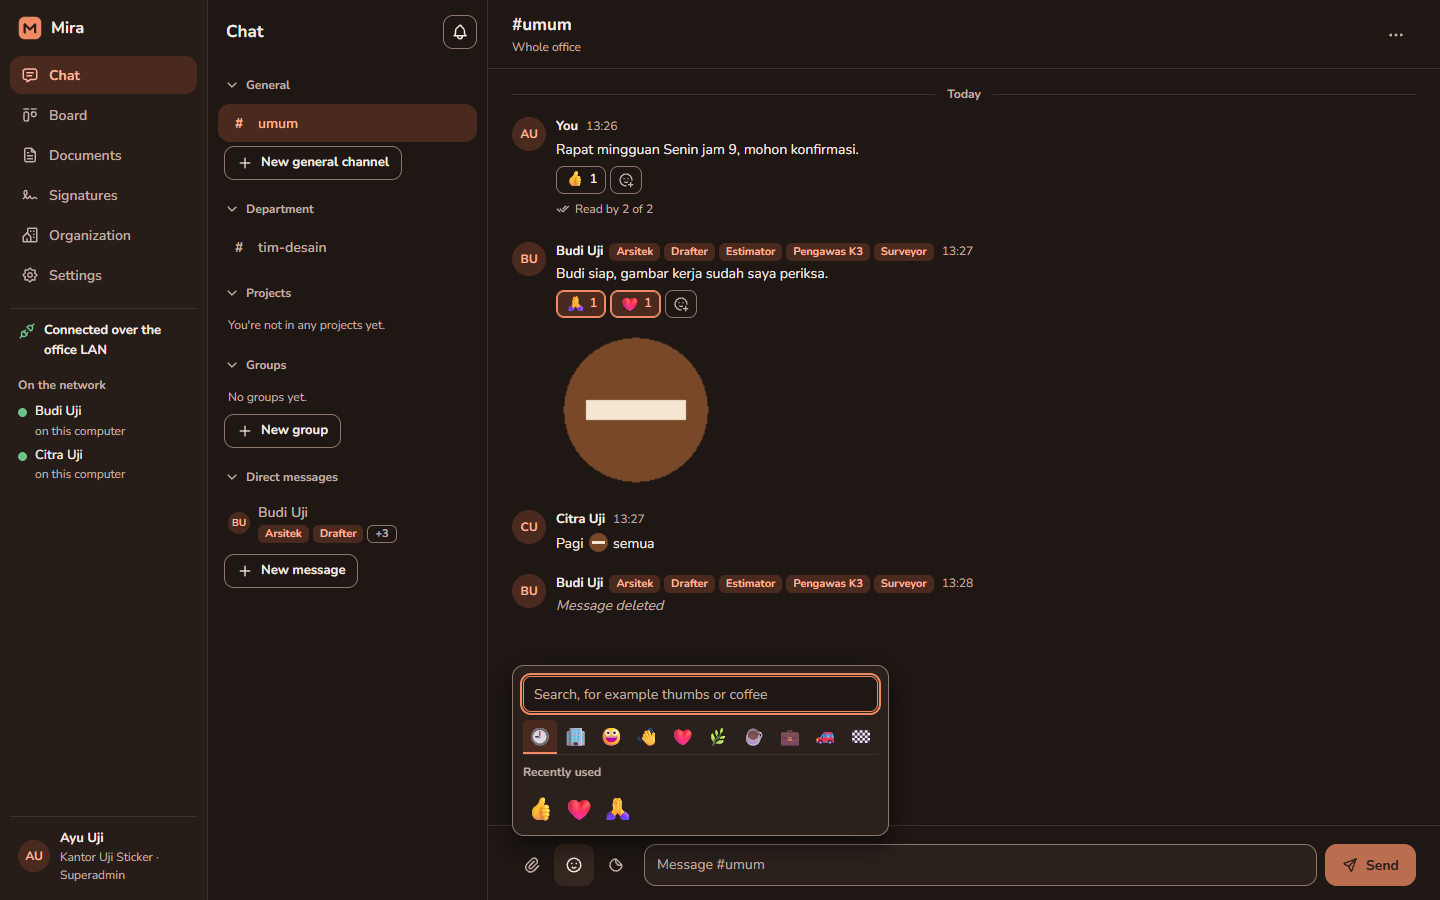 Mira
Chat
Board
Documents
Signatures
Organization
Settings
Connected over the
office LAN
On the network
Budi Uji
on this computer
Citra Uji
on this computer
AU
Ayu Uji
Kantor Uji Sticker ·
Superadmin
Chat
General
# umum
New general channel
Department
# tim-desain
Projects
You're not in any projects yet.
Groups
No groups yet.
New group
Direct messages
BU
Budi Uji
Arsitek Drafter +3
New message
#umum
Whole office
Today
AU
You 13:26
Rapat mingguan Senin jam 9, mohon konfirmasi.
👍 1
Read by 2 of 2
BU
Budi Uji Arsitek Drafter Estimator Pengawas K3 Surveyor 13:27
Budi siap, gambar kerja sudah saya periksa.
🙏 1 ❤️ 1
CU
Citra Uji 13:27
Pagi semua
BU
Budi Uji Arsitek Drafter Estimator Pengawas K3 Surveyor 13:28
Message deleted
Search, for example thumbs or coffee
Recently used
Message #umum
Send